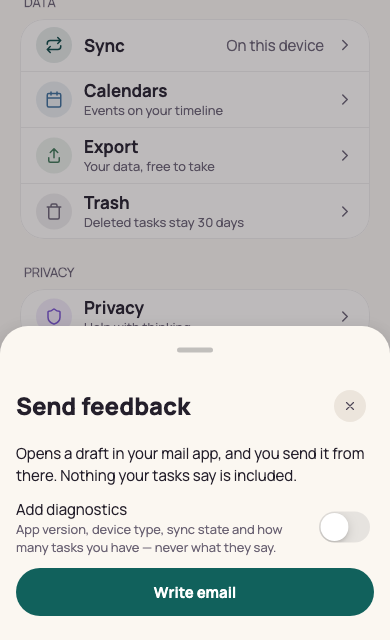 DATA
Sync
On this device
Calendars
Events on your timeline
Export
Your data, free to take
Trash
Deleted tasks stay 30 days
PRIVACY
Privacy
Help with thinking
Send feedback
Opens a draft in your mail app, and you send it from
there. Nothing your tasks say is included.
Add diagnostics
App version, device type, sync state and how
many tasks you have — never what they say.
Write email